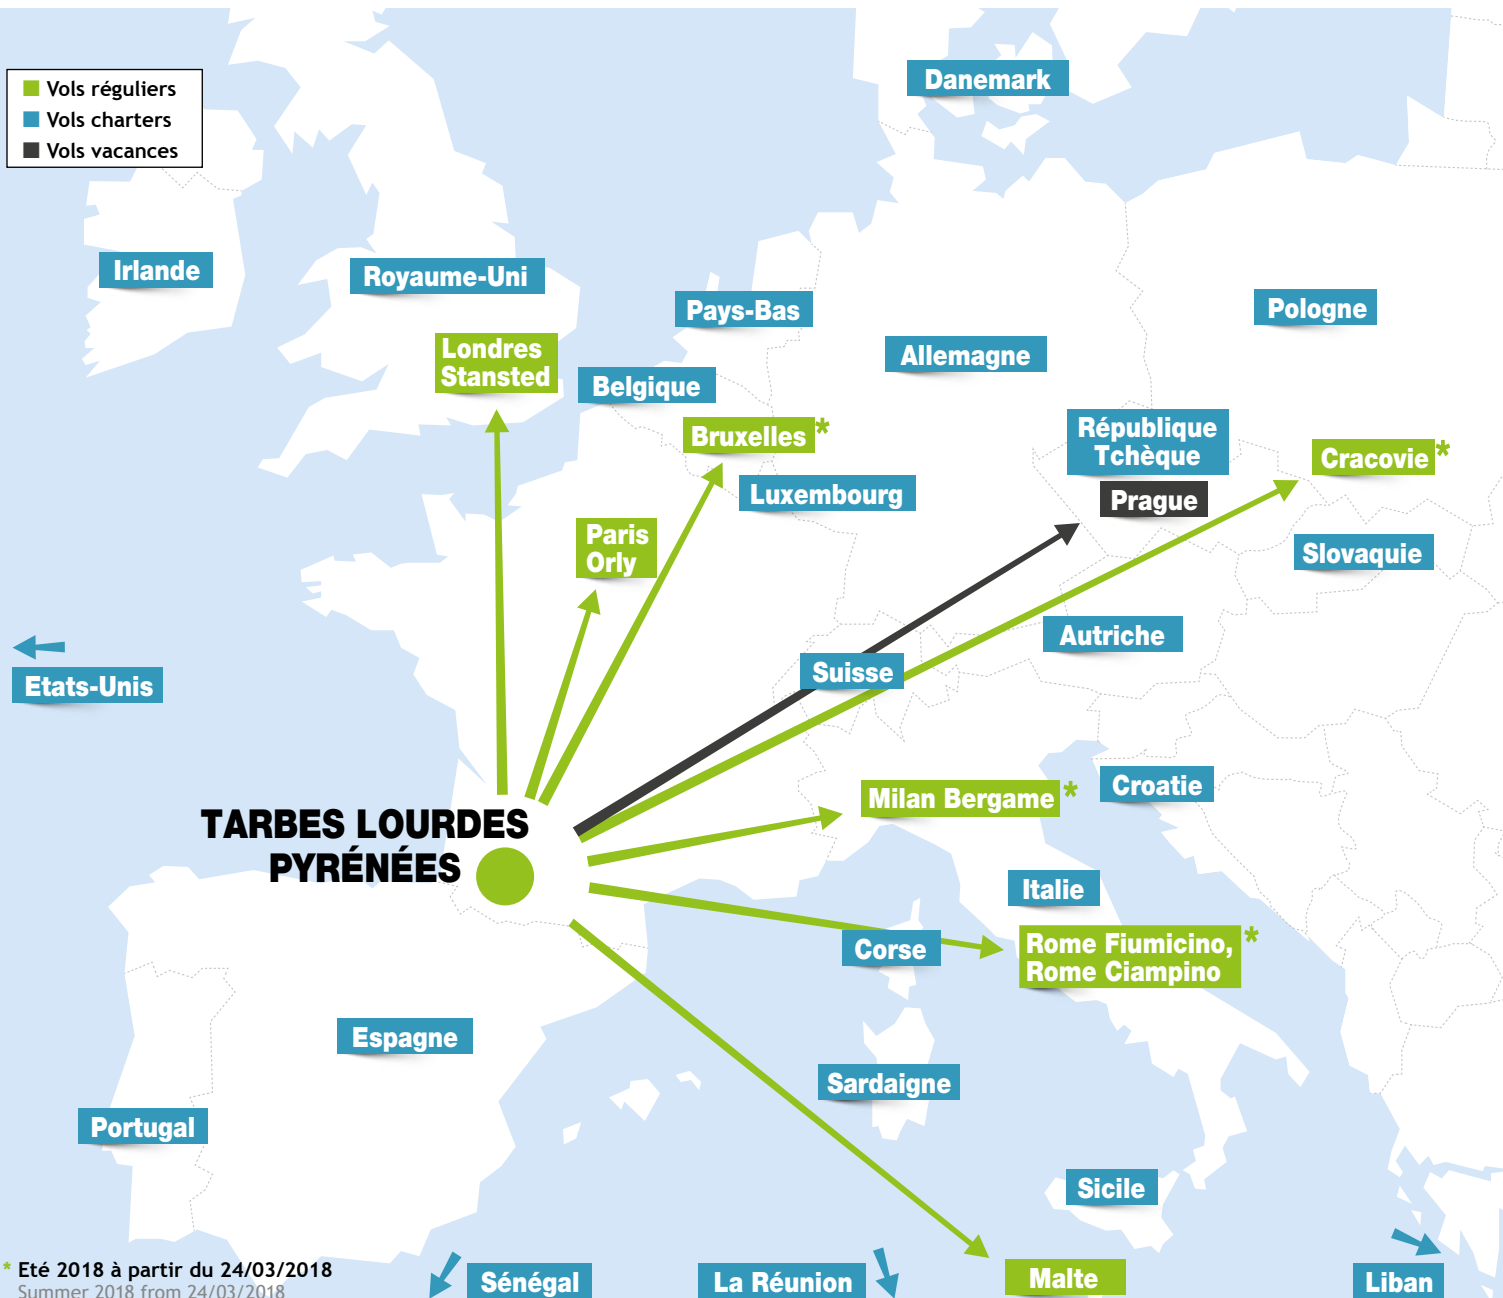 Vols réguliers
Vols charters
Vols vacances
Danemark
Irlande
Royaume-Uni
Pays-Bas
Pologne
Londres
Stansted
Allemagne
Belgique
Bruxelles *
République
Tchèque
Cracovie *
Luxembourg
Prague
Paris
Orly
Slovaquie
Autriche
Suisse
Etats-Unis
Milan Bergame *
Croatie
TARBES LOURDES
PYRÉNÉES
Italie
Corse
Rome Fiumicino, *
Rome Ciampino
Espagne
Sardaigne
Portugal
Sicile
* Eté 2018 à partir du 24/03/2018
Summer 2018 from 24/03/2018
Sénégal
La Réunion
Malte
Liban